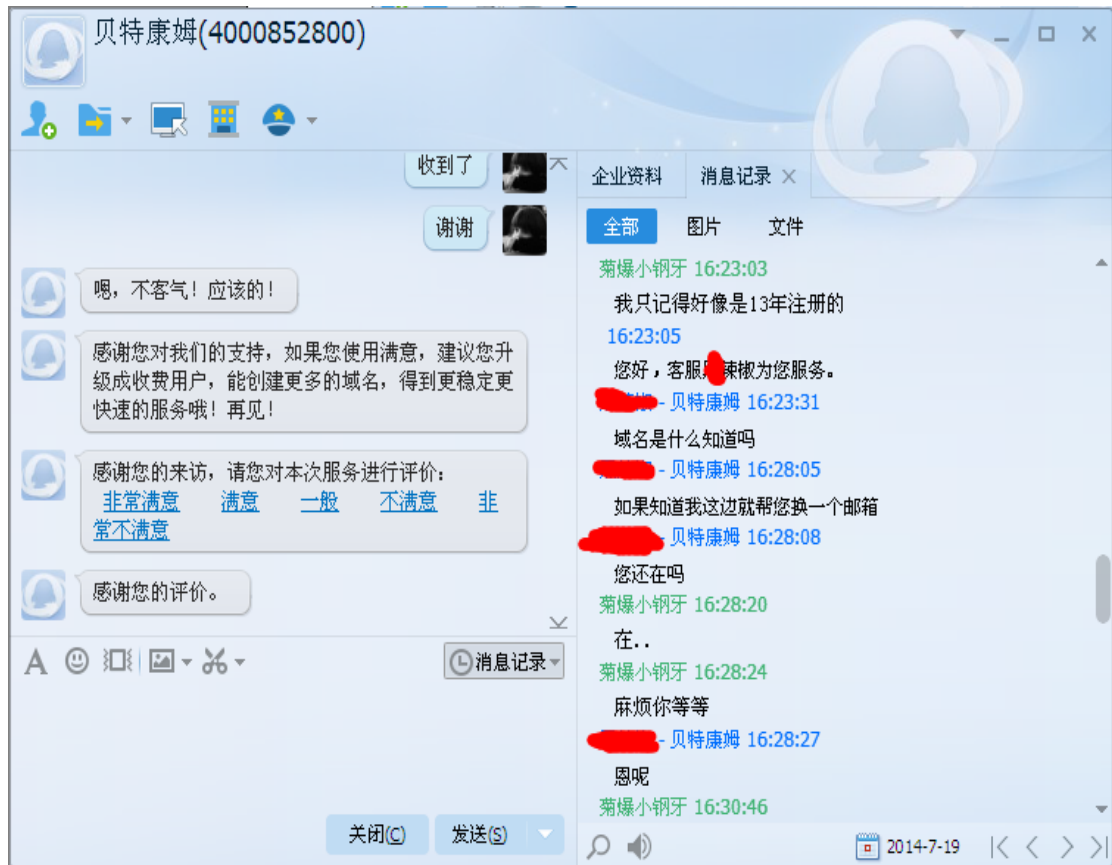 贝特康姆(4000852800)
收到了
谢谢
嗯，不客气！应该的！
感谢您对我们的支持，如果您使用满意，建议您升
级成收费用户，能创建更多的域名，得到更稳定更
快速的服务哦！再见！
感谢您的来访，请您对本次服务进行评价：
非常满意 满意 一般 不满意 非
常不满意
感谢您的评价。
消息记录
关闭(C) 发送(S)
企业资料 消息记录
全部 图片 文件
菊爆小钢牙 16:23:03
我只记得好像是13年注册的
16:23:05
您好，客服辣椒为您服务。
- 贝特康姆 16:23:31
域名是什么知道吗
- 贝特康姆 16:28:05
如果知道我这边就帮您换一个邮箱
- 贝特康姆 16:28:08
您还在吗
菊爆小钢牙 16:28:20
在..
菊爆小钢牙 16:28:24
麻烦你等等
- 贝特康姆 16:28:27
恩呢
菊爆小钢牙 16:30:46
2014-7-19